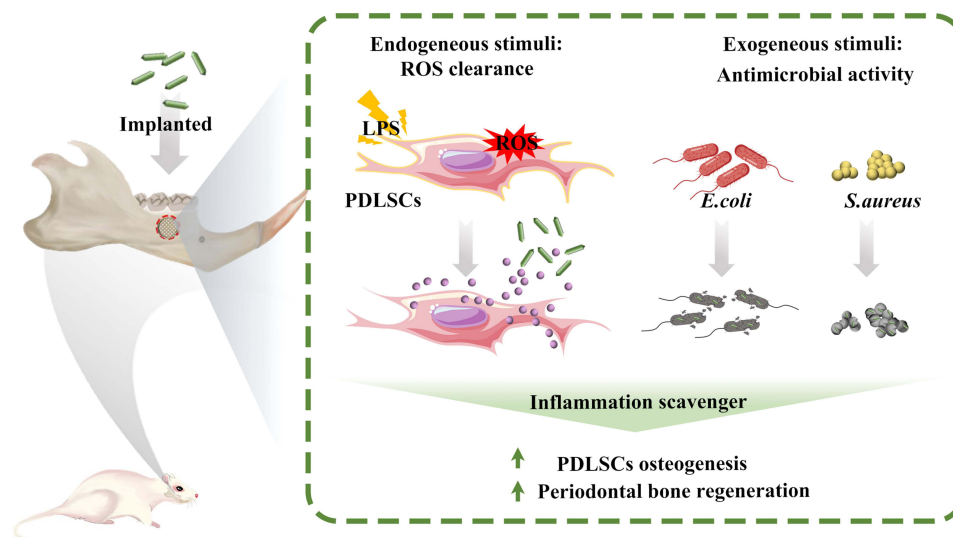 Implanted
Endogeneous stimuli:
ROS clearance
LPS
ROS
PDLSCs
Exogeneous stimuli:
Antimicrobial activity
E.coli
S.aureus
Inflammation scavenger
PDLSCs osteogenesis
Periodontal bone regeneration